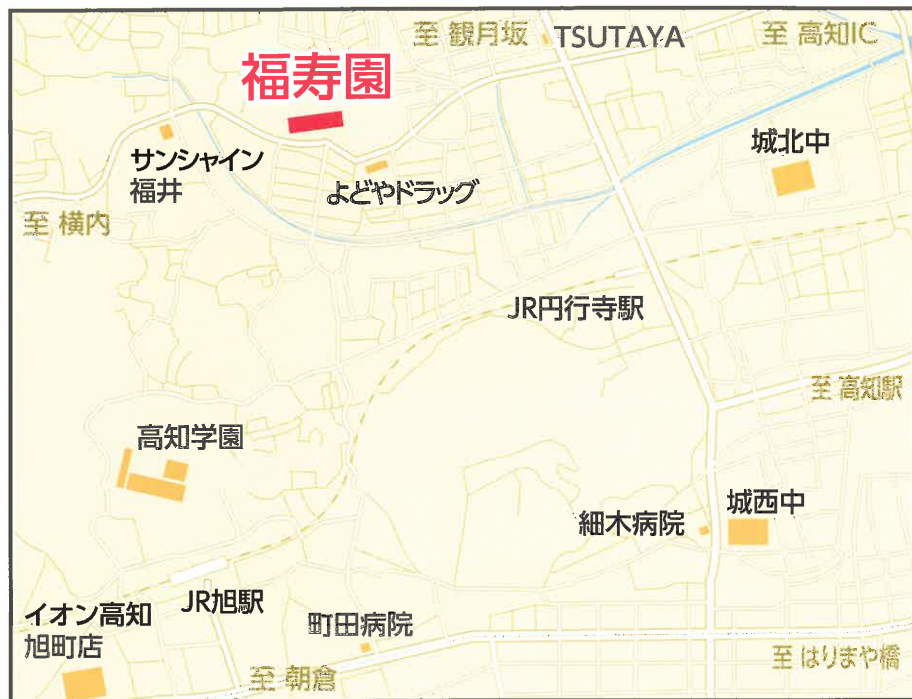 至 観月坂
TSUTAYA
至 高知IC
福寿園
サンシャイン
福井
よどやドラッグ
城北中
至 横内
JR円行寺駅
至 高知駅
高知学園
細木病院
城西中
イオン高知
旭町店
JR旭駅
町田病院
至 朝倉
至 はりまや橋